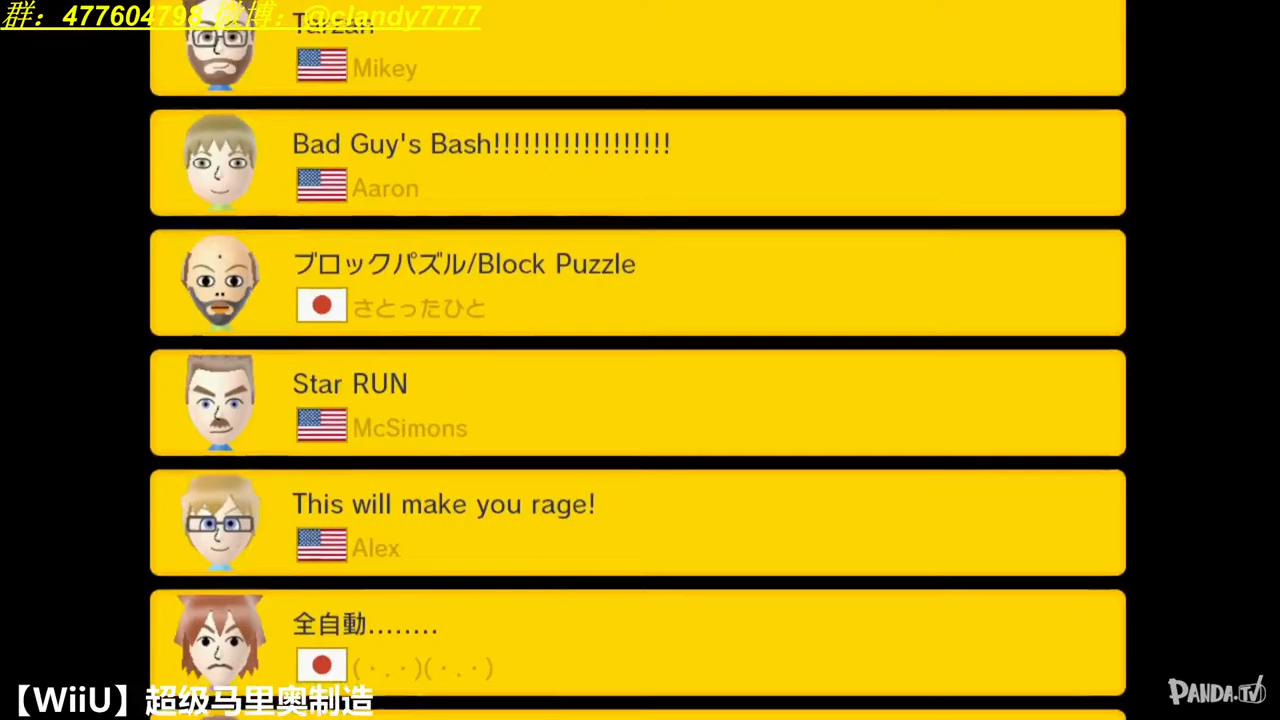 群：477604798 微博：@clandy7777
Tarzan
Mikey
Bad Guy's Bash!!!!!!!!!!!!!!!!!!
Aaron
ブロックパズル/Block Puzzle
さとったひと
Star RUN
McSimons
This will make you rage!
Alex
全自動........
(・.・)(・.・)
【WiiU】超级马里奥制造
PANDA.TV